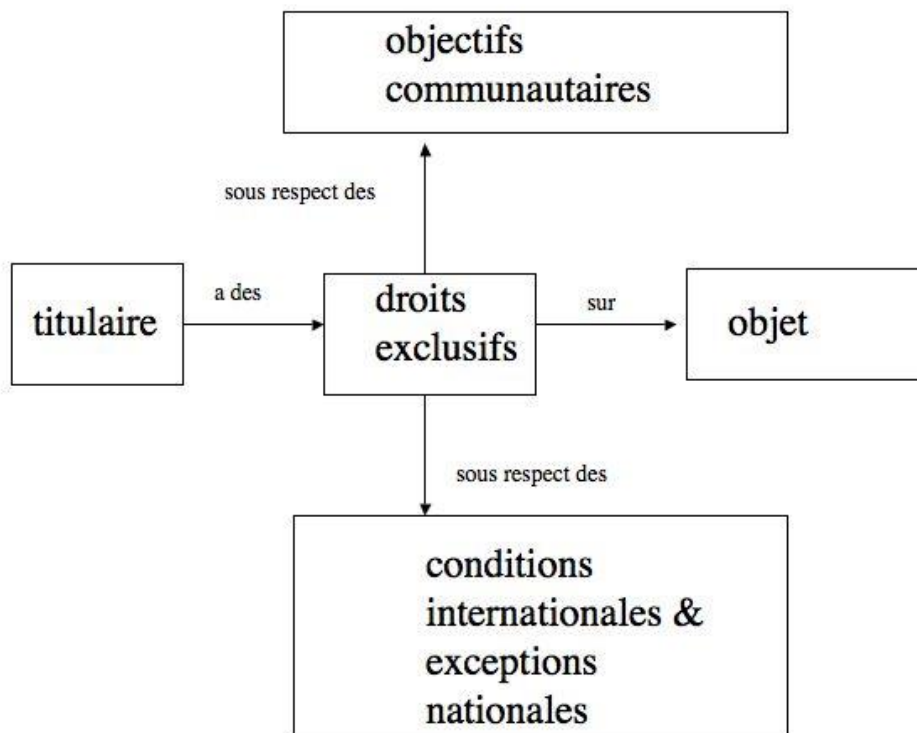 objectifs
communautaires
sous respect des
titulaire
a des
droits
exclusifs
sur
objet
sous respect des
conditions
internationales &
exceptions
nationales